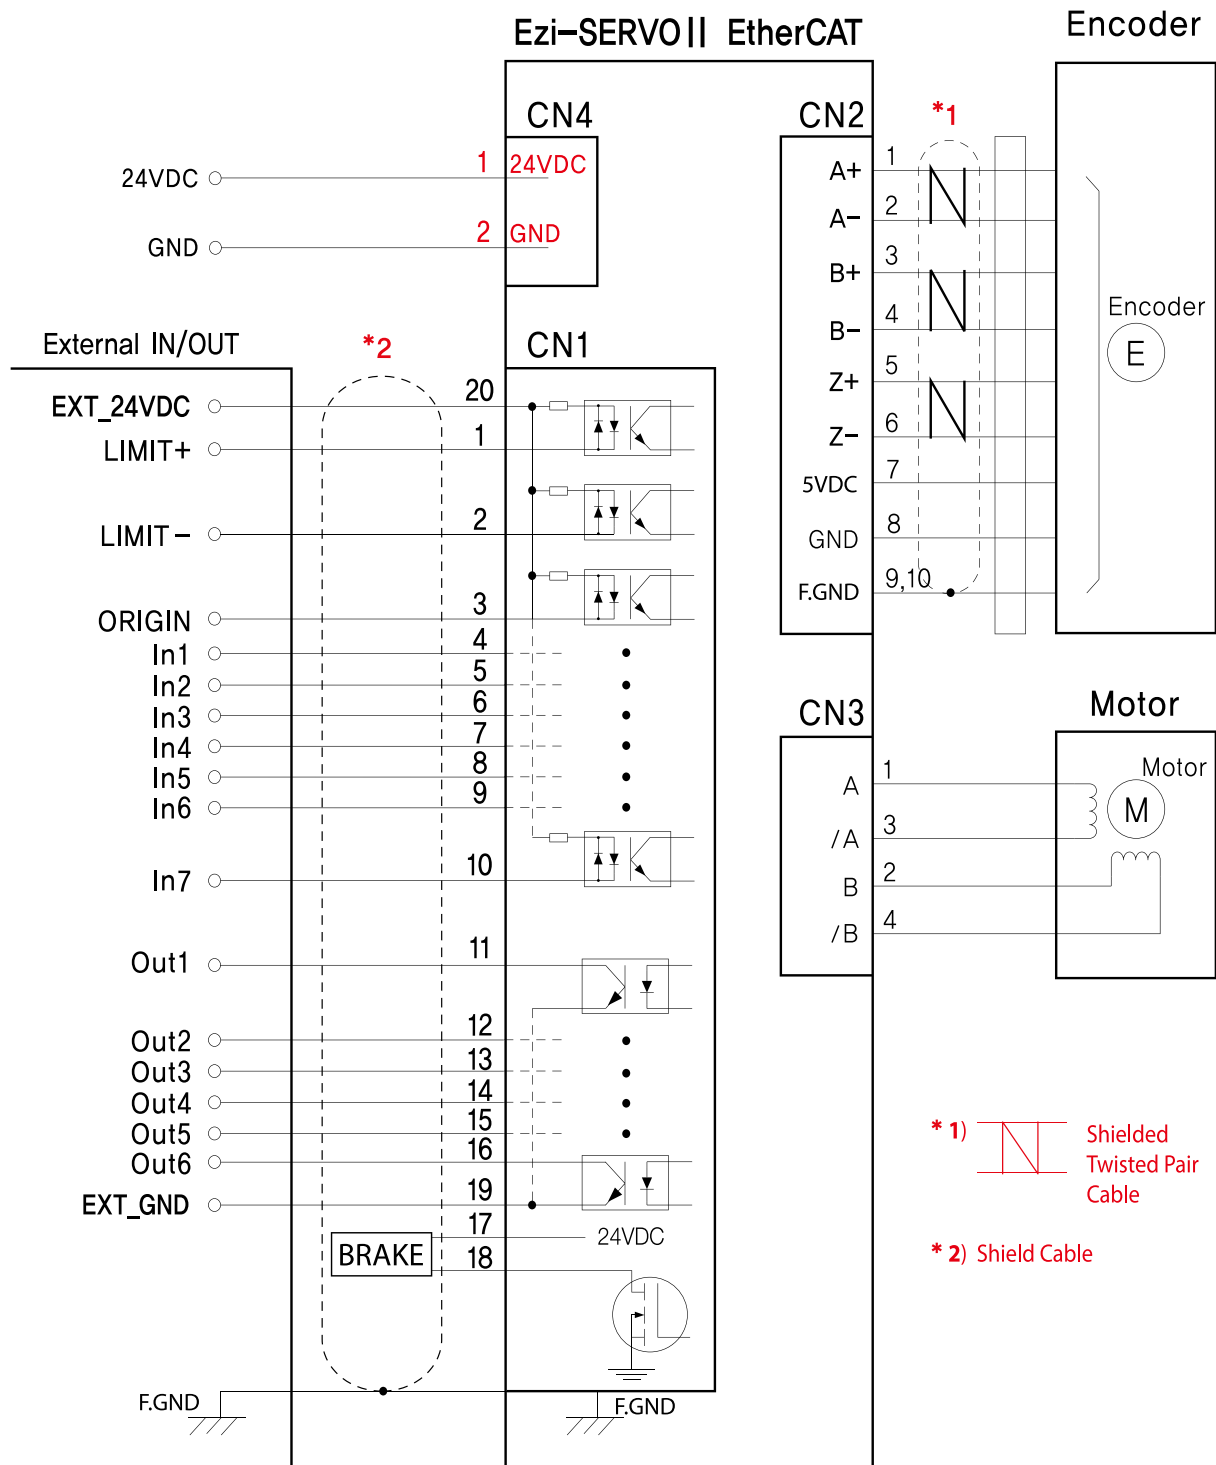 Ezi-SERVOII EtherCAT
Encoder
CN4
1 24VDC
24VDC
2 GND
GND
CN2
*1
A+ 1
A- 2
B+ 3
B- 4
Z+ 5
Z- 6
5VDC 7
GND 8
F.GND 9,10
Encoder
E
External IN/OUT
*2
CN1
EXT_24VDC 20
LIMIT+ 1
LIMIT- 2
ORIGIN 3
In1 4
In2 5
In3 6
In4 7
In5 8
In6 9
In7 10
Out1 11
Out2 12
Out3 13
Out4 14
Out5 15
Out6 16
EXT_GND 19
17 24VDC
BRAKE
18
F.GND
F.GND
CN3
Motor
A 1
/A 3
B 2
/B 4
Motor
M
*1) Shielded
Twisted Pair
Cable
*2) Shield Cable